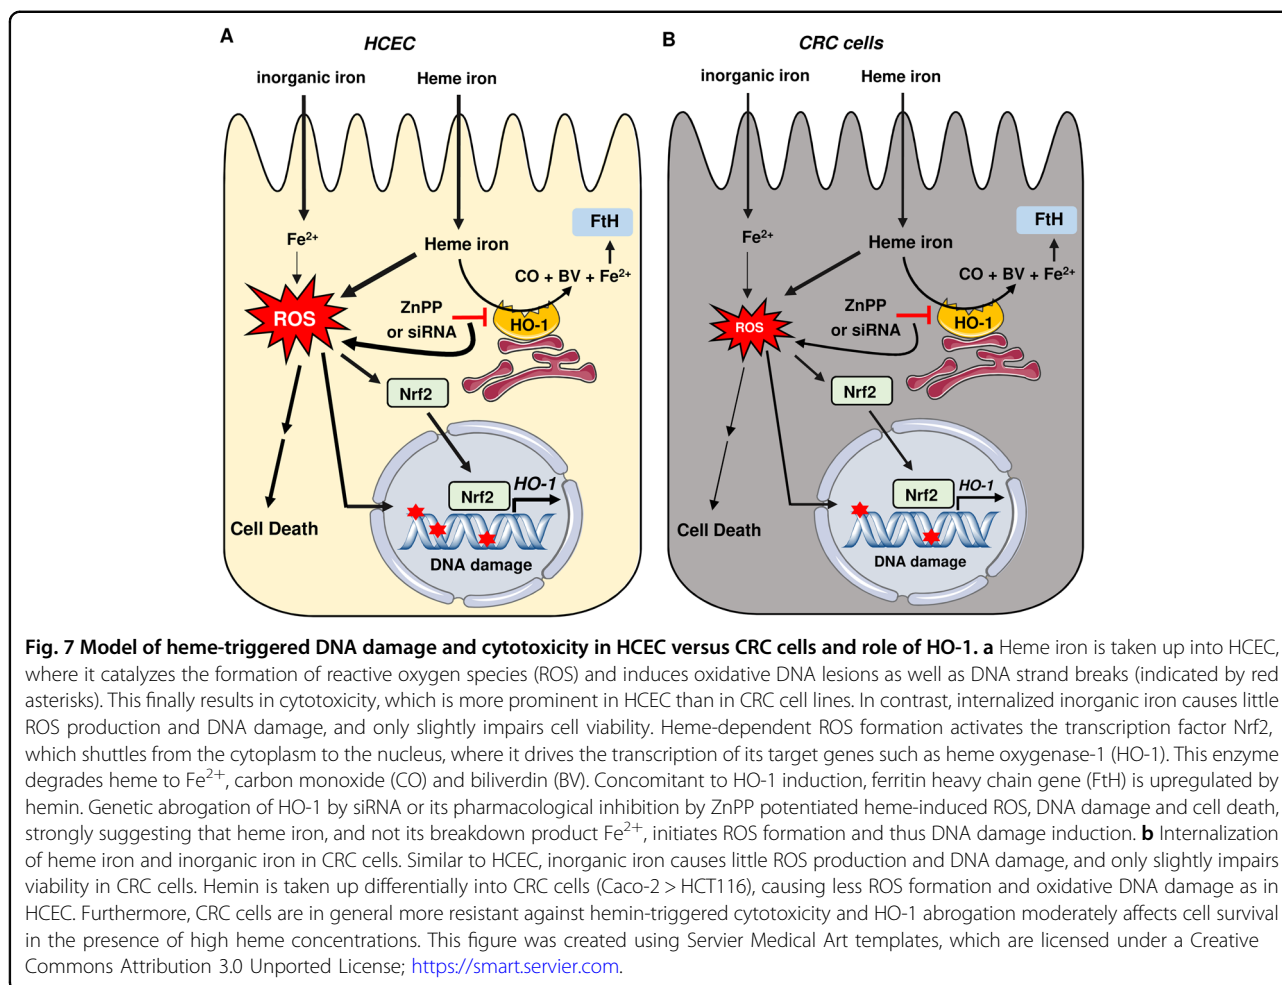 A
HCEC
inorganic iron
Heme iron
FtH
Fe²⁺
Heme iron
CO + BV + Fe²⁺
ROS
ZnPP
or siRNA
HO-1
Nrf2
Nrf2
HO-1
Cell Death
DNA damage
B
CRC cells
inorganic iron
Heme iron
FtH
Fe²⁺
Heme iron
CO + BV + Fe²⁺
ROS
ZnPP
or siRNA
HO-1
Nrf2
Nrf2
HO-1
Cell Death
DNA damage
Fig. 7 Model of heme-triggered DNA damage and cytotoxicity in HCEC versus CRC cells and role of HO-1. a Heme iron is taken up into HCEC,
where it catalyzes the formation of reactive oxygen species (ROS) and induces oxidative DNA lesions as well as DNA strand breaks (indicated by red
asterisks). This finally results in cytotoxicity, which is more prominent in HCEC than in CRC cell lines. In contrast, internalized inorganic iron causes little
ROS production and DNA damage, and only slightly impairs cell viability. Heme-dependent ROS formation activates the transcription factor Nrf2,
which shuttles from the cytoplasm to the nucleus, where it drives the transcription of its target genes such as heme oxygenase-1 (HO-1). This enzyme
degrades heme to Fe²⁺, carbon monoxide (CO) and biliverdin (BV). Concomitant to HO-1 induction, ferritin heavy chain gene (FtH) is upregulated by
hemin. Genetic abrogation of HO-1 by siRNA or its pharmacological inhibition by ZnPP potentiated heme-induced ROS, DNA damage and cell death,
strongly suggesting that heme iron, and not its breakdown product Fe²⁺, initiates ROS formation and thus DNA damage induction. b Internalization
of heme iron and inorganic iron in CRC cells. Similar to HCEC, inorganic iron causes little ROS production and DNA damage, and only slightly impairs
viability in CRC cells. Hemin is taken up differentially into CRC cells (Caco-2 > HCT116), causing less ROS formation and oxidative DNA damage as in
HCEC. Furthermore, CRC cells are in general more resistant against hemin-triggered cytotoxicity and HO-1 abrogation moderately affects cell survival
in the presence of high heme concentrations. This figure was created using Servier Medical Art templates, which are licensed under a Creative
Commons Attribution 3.0 Unported License; https://smart.servier.com.